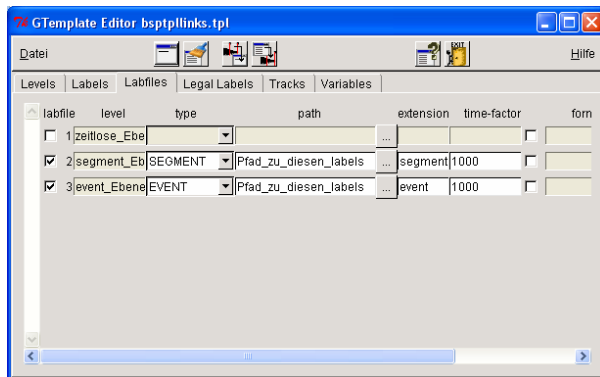 GTemplate Editor bsptpllinks.tpl
Datei Hilfe
Levels Labels Labfiles Legal Labels Tracks Variables
labfile level type path extension time-factor forn
1 zeitlose_Ebe ...
2 segment_Eb SEGMENT Pfad_zu_diesen_labels ... segment 1000
3 event_Ebene EVENT Pfad_zu_diesen_labels ... event 1000